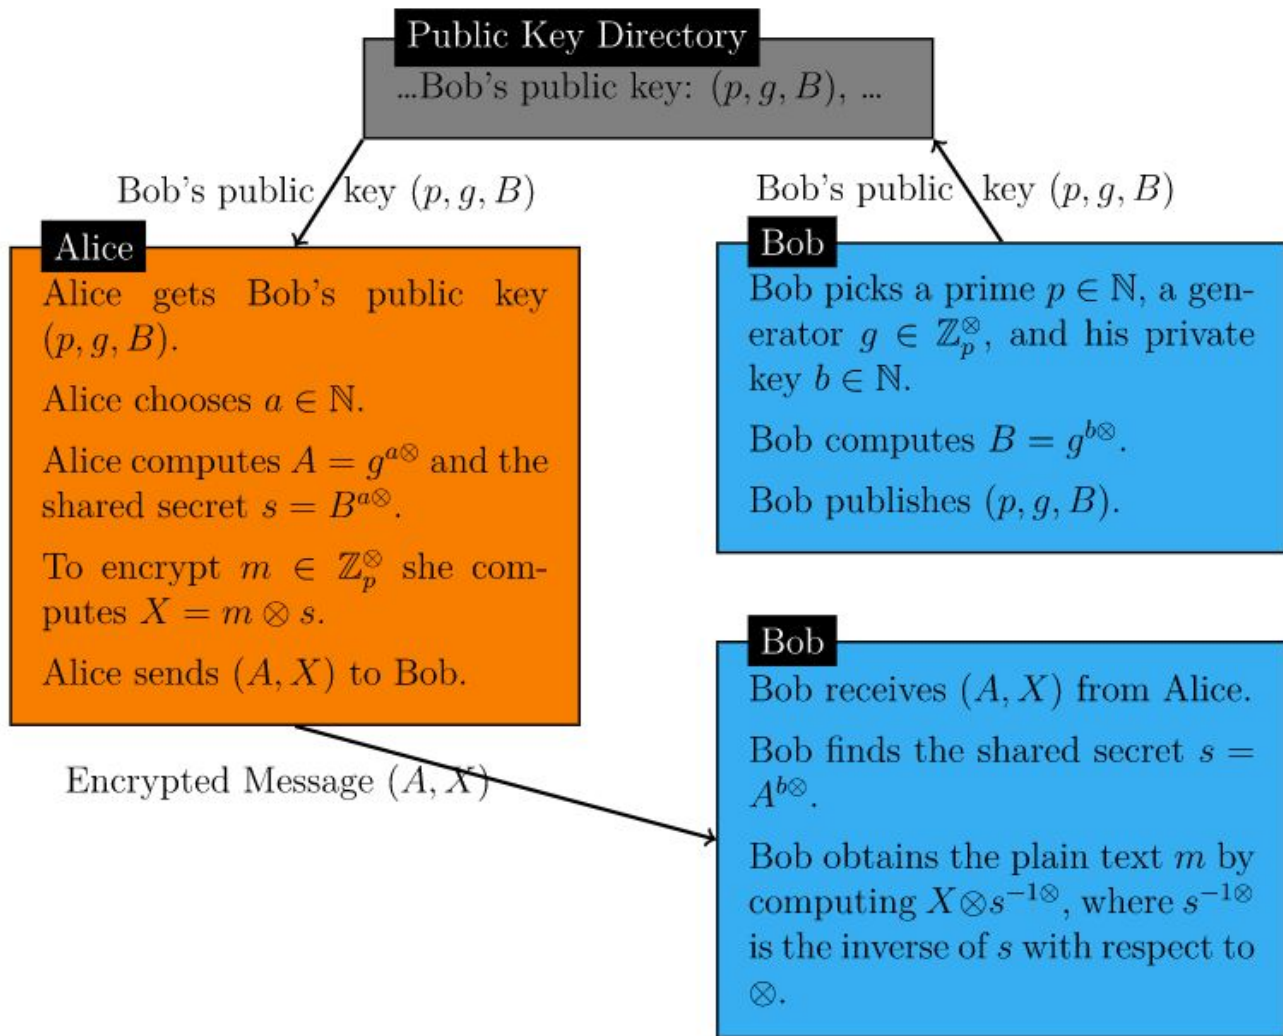 Public Key Directory
...Bob's public key: (p, g, B), ...
Bob's public key (p, g, B)
Bob's public key (p, g, B)
Alice
Alice gets Bob's public key
(p, g, B).
Alice chooses a ∈ ℕ.
Alice computes A = g^{a⊗} and the
shared secret s = B^{a⊗}.
To encrypt m ∈ ℤ_p^⊗ she com-
putes X = m ⊗ s.
Alice sends (A, X) to Bob.
Bob
Bob picks a prime p ∈ ℕ, a gen-
erator g ∈ ℤ_p^⊗, and his private
key b ∈ ℕ.
Bob computes B = g^{b⊗}.
Bob publishes (p, g, B).
Encrypted Message (A, X)
Bob
Bob receives (A, X) from Alice.
Bob finds the shared secret s =
A^{b⊗}.
Bob obtains the plain text m by
computing X⊗s^{-1⊗}, where s^{-1⊗}
is the inverse of s with respect to
⊗.